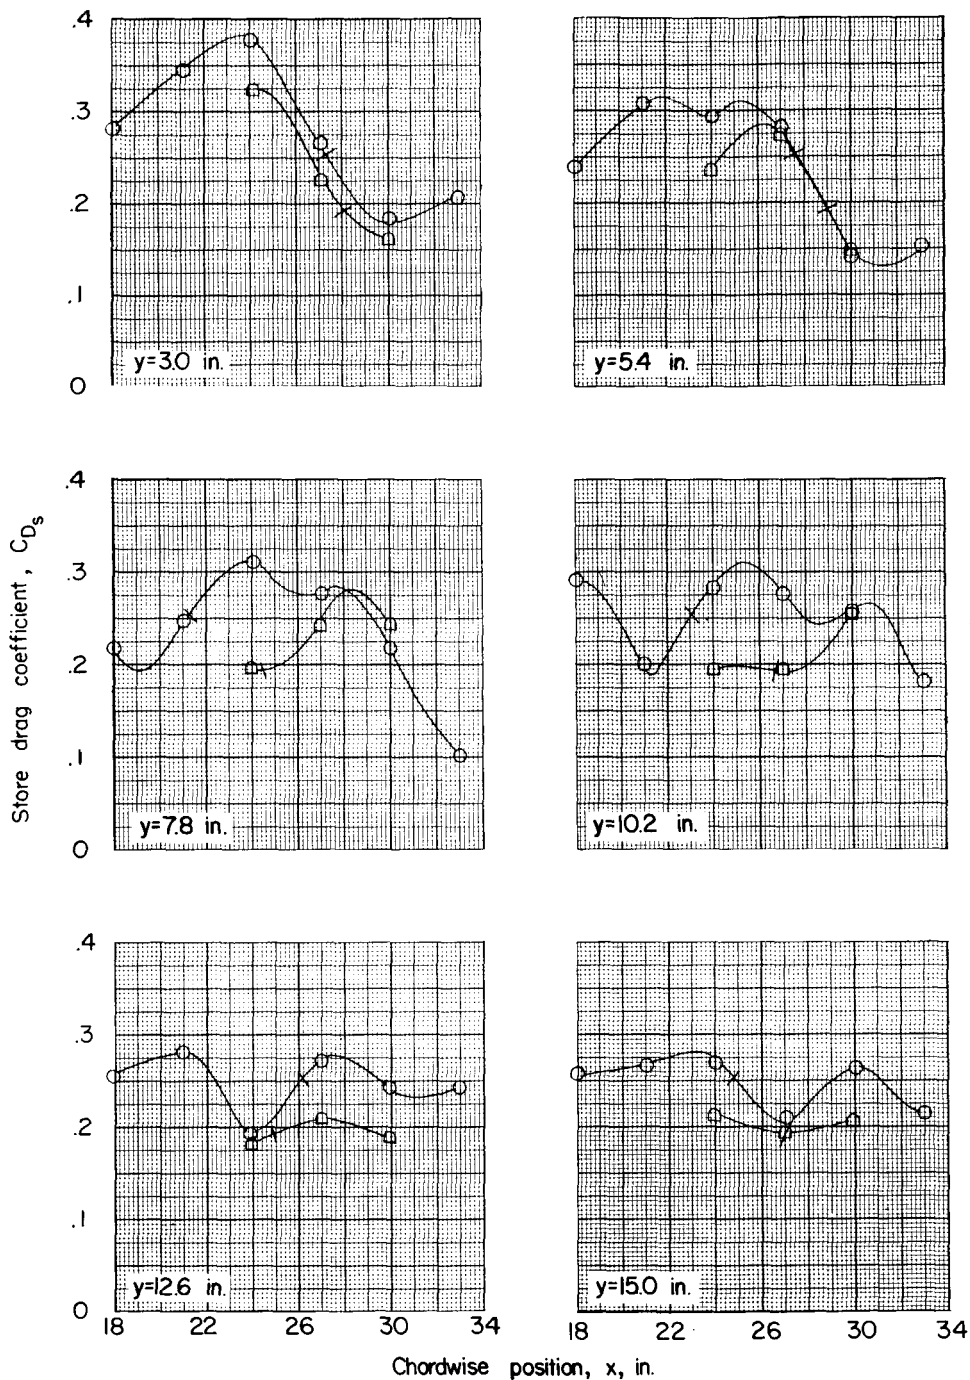 .4
.3
.2
.1
0
y=3.0 in.
y=5.4 in.
.4
.3
.2
.1
0
y=7.8 in.
y=10.2 in.
Store drag coefficient , C_Ds
.4
.3
.2
.1
0
y=12.6 in.
y=15.0 in.
18 22 26 30 34
18 22 26 30 34
Chordwise position, x, in.